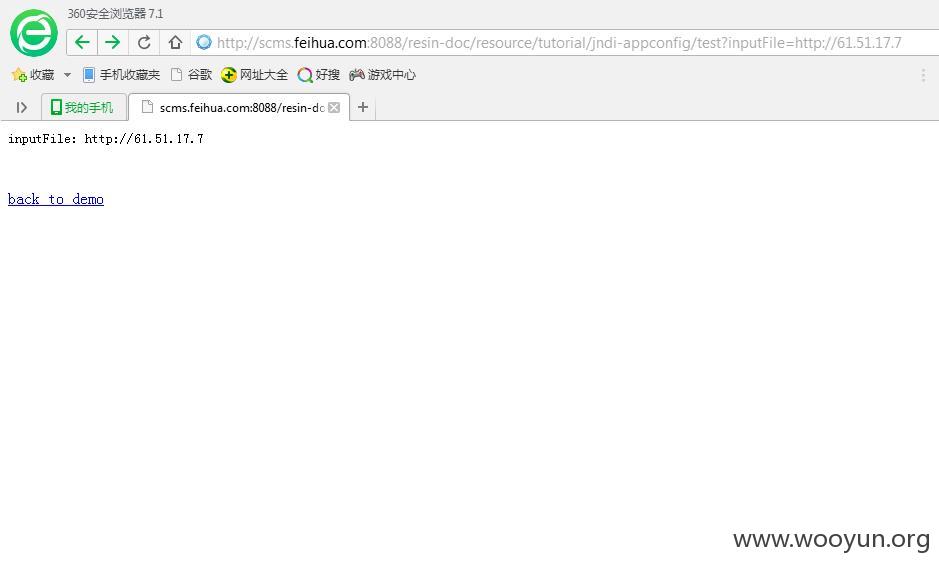 360安全浏览器 7.1
http://scms.feihua.com:8088/resin-doc/resource/tutorial/jndi-appconfig/test?inputFile=http://61.51.17.7
收藏 手机收藏夹 谷歌 网址大全 好搜 游戏中心
我的手机 scms.feihua.com:8088/resin-dc
inputFile: http://61.51.17.7
back to demo
www.wooyun.org